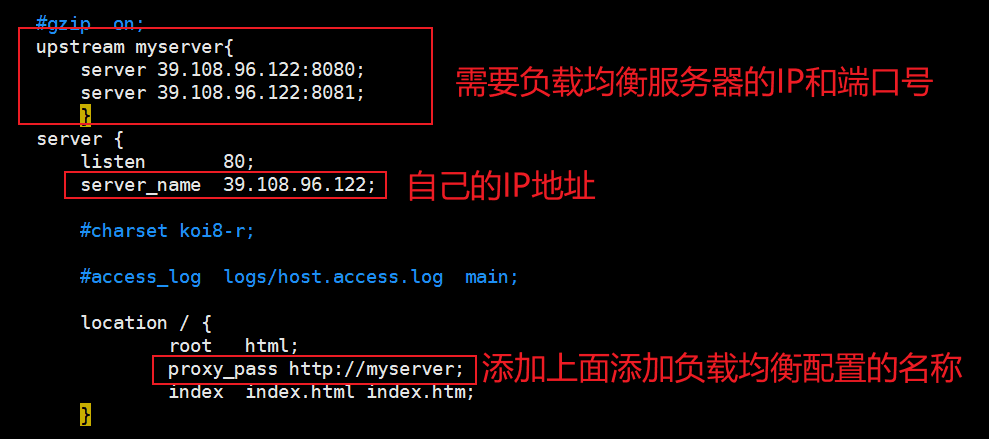 #gzip  on;
upstream myserver{
server 39.108.96.122:8080;
server 39.108.96.122:8081;
需要负载均衡服务器的IP和端口号
}
server {
listen       80;
server_name  39.108.96.122;
自己的IP地址
#charset koi8-r;
#access_log  logs/host.access.log  main;
location / {
root   html;
proxy_pass http://myserver;
添加上面添加负载均衡配置的名称
index  index.html index.htm;
}